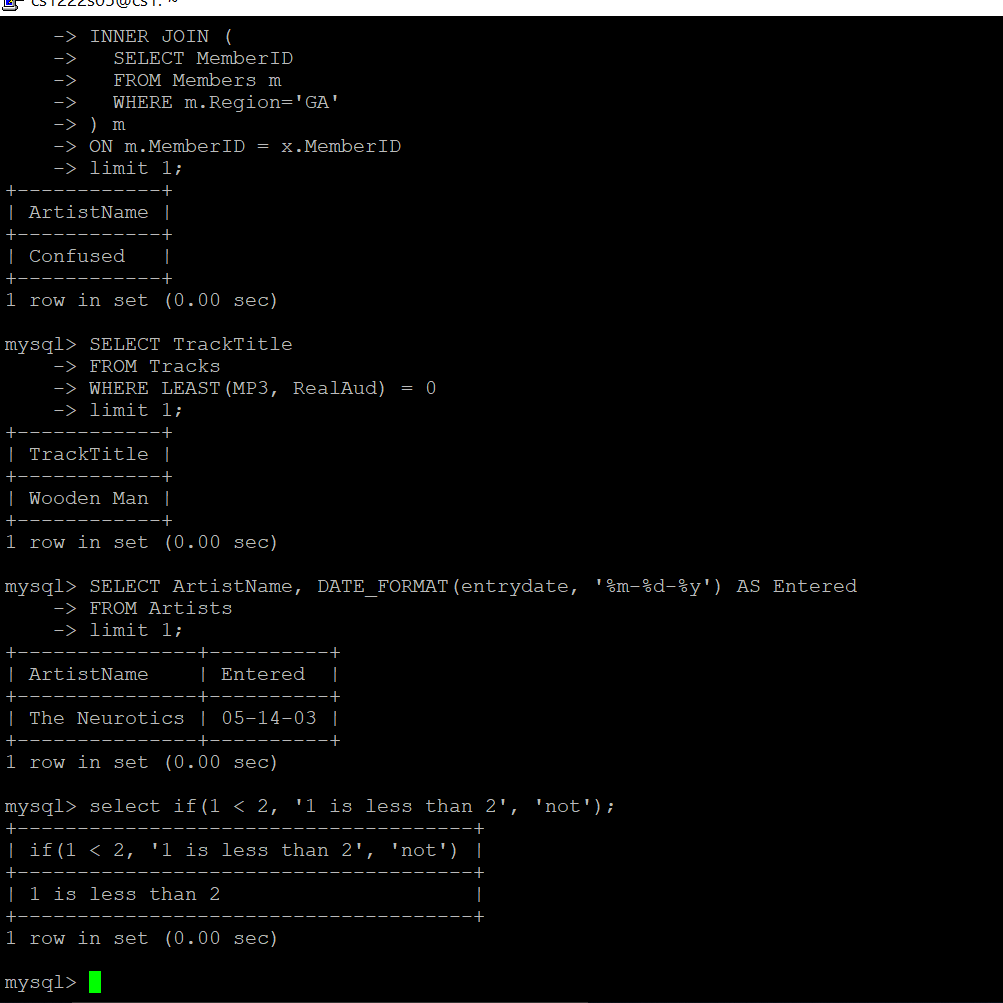 cs1222s05@cs1: ~
-> INNER JOIN (
->   SELECT MemberID
->   FROM Members m
->   WHERE m.Region='GA'
-> ) m
-> ON m.MemberID = x.MemberID
-> limit 1;
+------------+
| ArtistName |
+------------+
| Confused   |
+------------+
1 row in set (0.00 sec)
mysql> SELECT TrackTitle
-> FROM Tracks
-> WHERE LEAST(MP3, RealAud) = 0
-> limit 1;
+------------+
| TrackTitle |
+------------+
| Wooden Man |
+------------+
1 row in set (0.00 sec)
mysql> SELECT ArtistName, DATE_FORMAT(entrydate, '%m-%d-%y') AS Entered
-> FROM Artists
-> limit 1;
+---------------+----------+
| ArtistName    | Entered  |
+---------------+----------+
| The Neurotics | 05-14-03 |
+---------------+----------+
1 row in set (0.00 sec)
mysql> select if(1 < 2, '1 is less than 2', 'not');
+--------------------------------------+
| if(1 < 2, '1 is less than 2', 'not') |
+--------------------------------------+
| 1 is less than 2                     |
+--------------------------------------+
1 row in set (0.00 sec)
mysql>